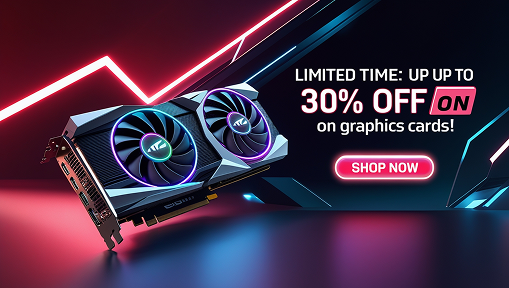 LIMITED TIME: UP UP TO
30% OFF ON
on graphics cards!
SHOP NOW